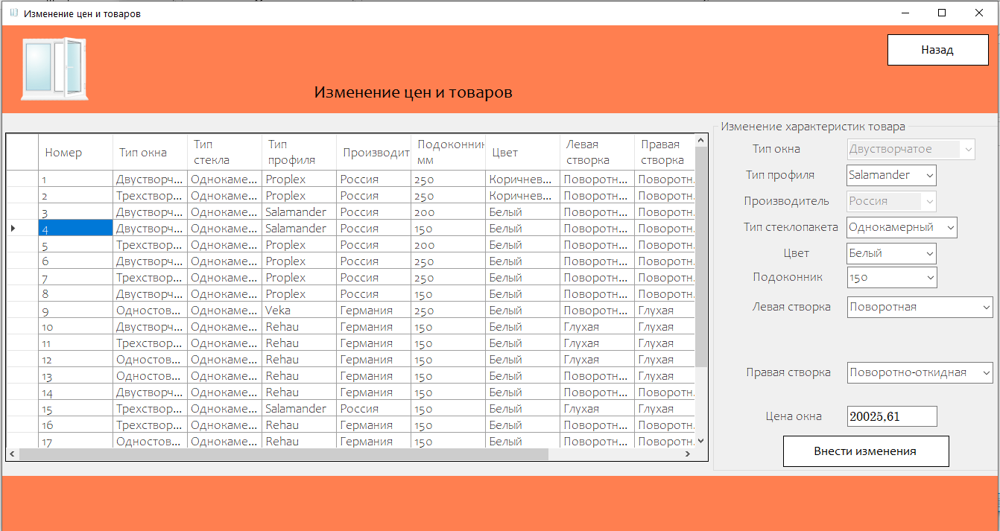 Изменение цен и товаров
Назад
Изменение цен и товаров
Номер Тип окна Тип стекла Тип профиля Производит Подоконник мм Цвет Левая створка Правая створка
1 Двустворч... Однокаме... Proplex Россия 250 Коричнев... Поворотн... Поворотн.
2 Трехствор... Однокаме... Proplex Россия 250 Коричнев... Поворотн... Поворотн.
3 Двустворч... Однокаме... Salamander Россия 200 Белый Поворотн... Поворотн.
4 Двустворч... Однокаме... Salamander Россия 150 Белый Поворотн... Поворотн.
5 Трехствор... Однокаме... Proplex Россия 200 Белый Поворотн... Поворотн.
6 Двустворч... Однокаме... Proplex Россия 250 Белый Поворотн... Поворотн.
7 Трехствор... Однокаме... Proplex Россия 250 Белый Поворотн... Поворотн.
8 Двустворч... Однокаме... Proplex Россия 150 Белый Поворотн... Поворотн.
9 Одностов... Однокаме... Veka Германия 250 Белый Поворотн... Глухая
10 Двустворч... Однокаме... Rehau Германия 150 Белый Глухая Глухая
11 Трехствор... Однокаме... Rehau Германия 150 Белый Глухая Глухая
12 Одностов... Однокаме... Rehau Германия 150 Белый Глухая Глухая
13 Одностов... Однокаме... Rehau Германия 150 Белый Поворотн... Глухая
14 Двустворч... Однокаме... Rehau Германия 150 Белый Поворотн... Поворотн.
15 Трехствор... Однокаме... Salamander Россия 150 Белый Глухая Глухая
16 Трехствор... Однокаме... Rehau Германия 150 Белый Поворотн... Поворотн.
17 Одностов... Однокаме... Rehau Германия 150 Белый Поворотн... Поворотн.
Изменение характеристик товара
Тип окна Двустворчатое
Тип профиля Salamander
Производитель Россия
Тип стеклопакета Однокамерный
Цвет Белый
Подоконник 150
Левая створка Поворотная
Правая створка Поворотно-откидная
Цена окна 20025,61
Внести изменения